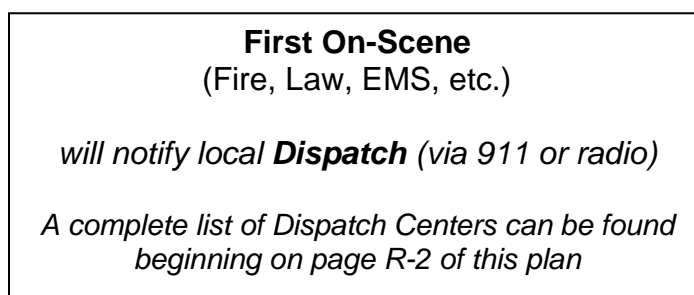 First On-Scene
(Fire, Law, EMS, etc.)
will notify local Dispatch (via 911 or radio)
A complete list of Dispatch Centers can be found
beginning on page R-2 of this plan